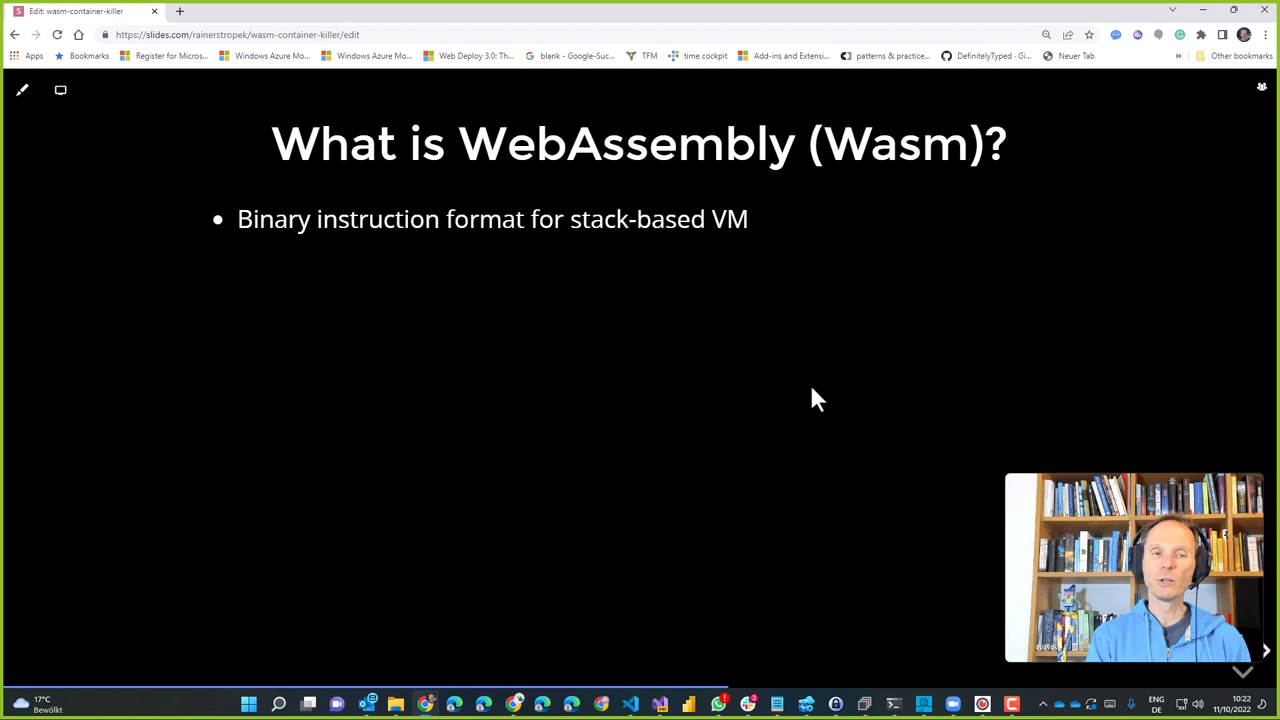 Edit: wasm-container-killer
https://slides.com/rainerstropek/wasm-container-killer/edit
Apps
Bookmarks
Register for Micros...
Windows Azure Mo...
Windows Azure Mo...
Web Deploy 3.0: Th...
blank - Google-Suc...
TFM
time cockpit
Add-ins and Extensi...
patterns & practice...
DefinitelyTyped - Gi...
Neuer Tab
»
Other bookmarks
What is WebAssembly (Wasm)?
• Binary instruction format for stack-based VM
17°C
Bewölkt
ENG
DE
10:22
11/10/2022